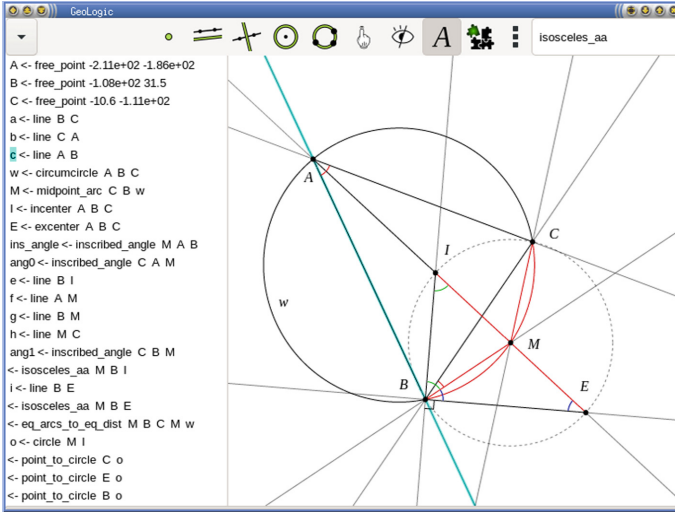 GeoLogic
A
isosceles_aa
A <- free_point -2.11e+02 -1.86e+02
B <- free_point -1.08e+02 31.5
C <- free_point -10.6 -1.11e+02
a <- line B C
b <- line C A
c <- line A B
w <- circumcircle A B C
M <- midpoint_arc C B w
I <- incenter A B C
E <- excenter A B C
ins_angle <- inscribed_angle M A B
ang0 <- inscribed_angle C A M
e <- line B I
f <- line A M
g <- line B M
h <- line M C
ang1 <- inscribed_angle C B M
<- isosceles_aa M B I
i <- line B E
<- isosceles_aa M B E
<- eq_arcs_to_eq_dist M B C M w
o <- circle M I
<- point_to_circle C o
<- point_to_circle E o
<- point_to_circle B o
A
C
I
w
M
B
E